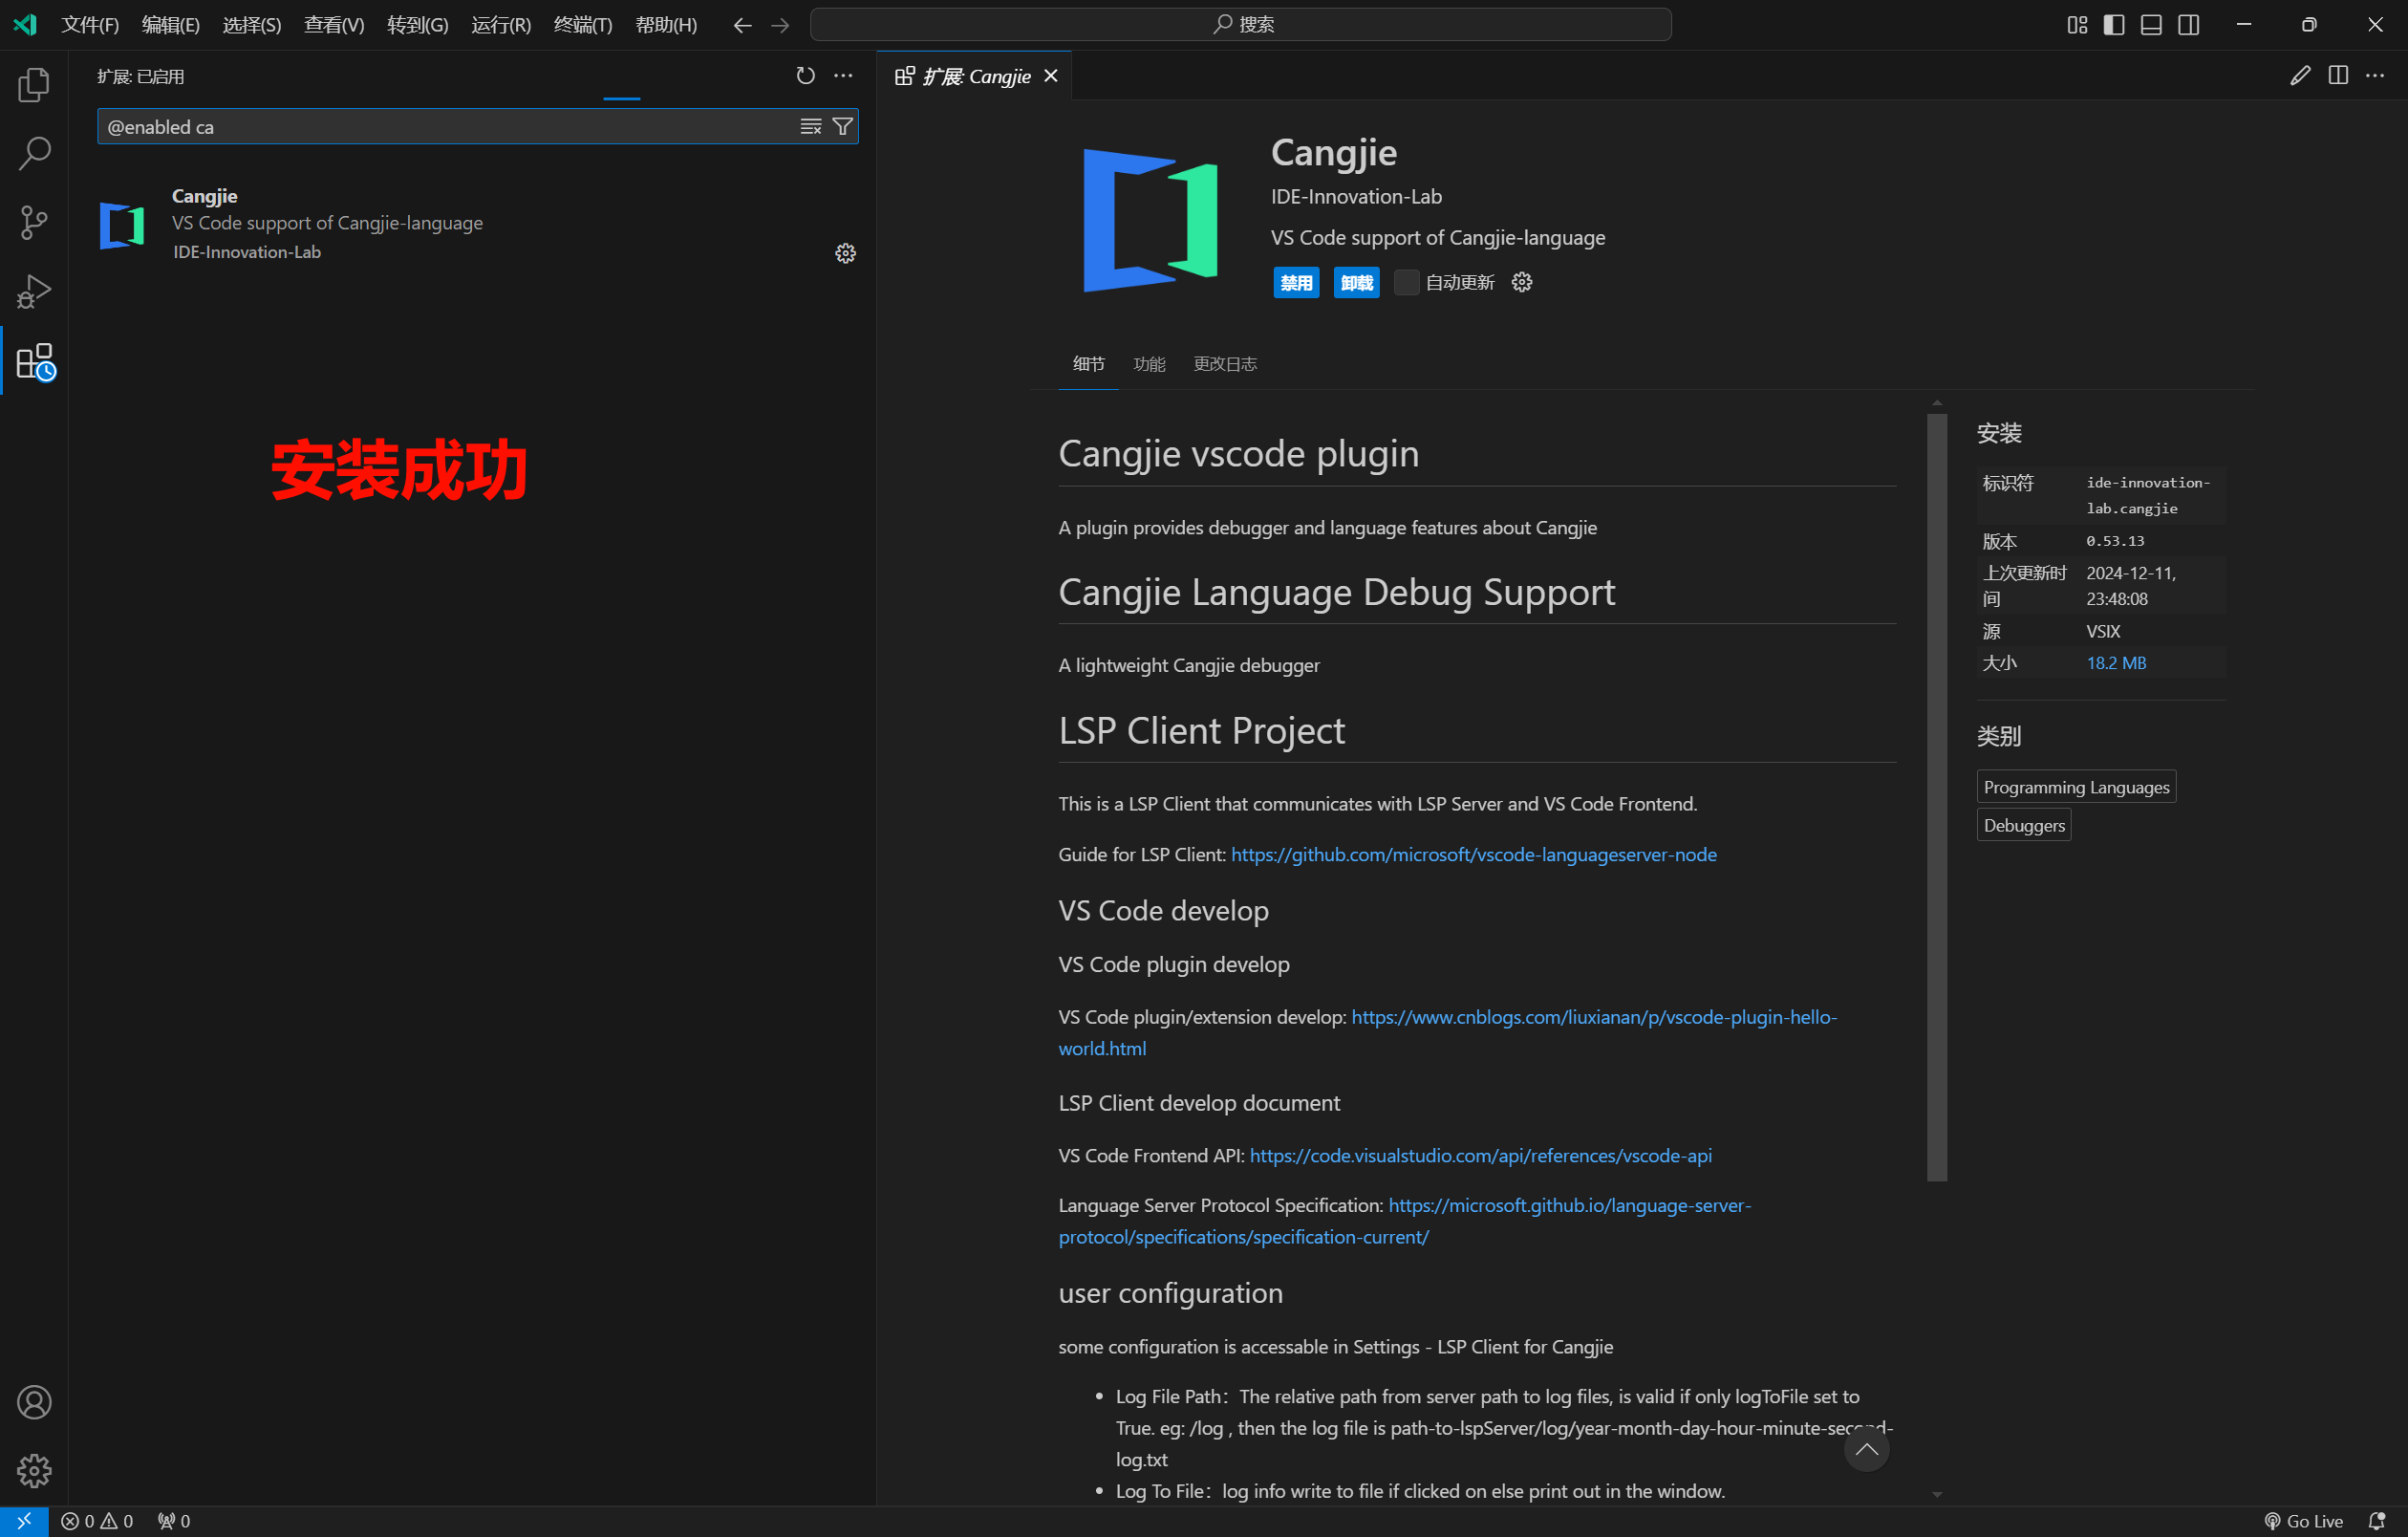 文件(F) 编辑(E) 选择(S) 查看(V) 转到(G) 运行(R) 终端(T) 帮助(H) 搜索
扩展: 已启用
@enabled ca
Cangjie
VS Code support of Cangjie-language
IDE-Innovation-Lab
安装成功
扩展: Cangjie
Cangjie
IDE-Innovation-Lab
VS Code support of Cangjie-language
禁用 卸载 自动更新
细节 功能 更改日志
Cangjie vscode plugin
A plugin provides debugger and language features about Cangjie
Cangjie Language Debug Support
A lightweight Cangjie debugger
LSP Client Project
This is a LSP Client that communicates with LSP Server and VS Code Frontend.
Guide for LSP Client: https://github.com/microsoft/vscode-languageserver-node
VS Code develop
VS Code plugin develop
VS Code plugin/extension develop: https://www.cnblogs.com/liuxianan/p/vscode-plugin-hello-
world.html
LSP Client develop document
VS Code Frontend API: https://code.visualstudio.com/api/references/vscode-api
Language Server Protocol Specification: https://microsoft.github.io/language-server-
protocol/specifications/specification-current/
user configuration
some configuration is accessable in Settings - LSP Client for Cangjie
• Log File Path：The relative path from server path to log files, is valid if only logToFile set to
True. eg: /log , then the log file is path-to-lspServer/log/year-month-day-hour-minute-second-
log.txt
• Log To File：log info write to file if clicked on else print out in the window.
安装
标识符 ide-innovation-
lab.cangjie
版本 0.53.13
上次更新时 2024-12-11,
间 23:48:08
源 VSIX
大小 18.2 MB
类别
Programming Languages
Debuggers
0 0 0 Go Live